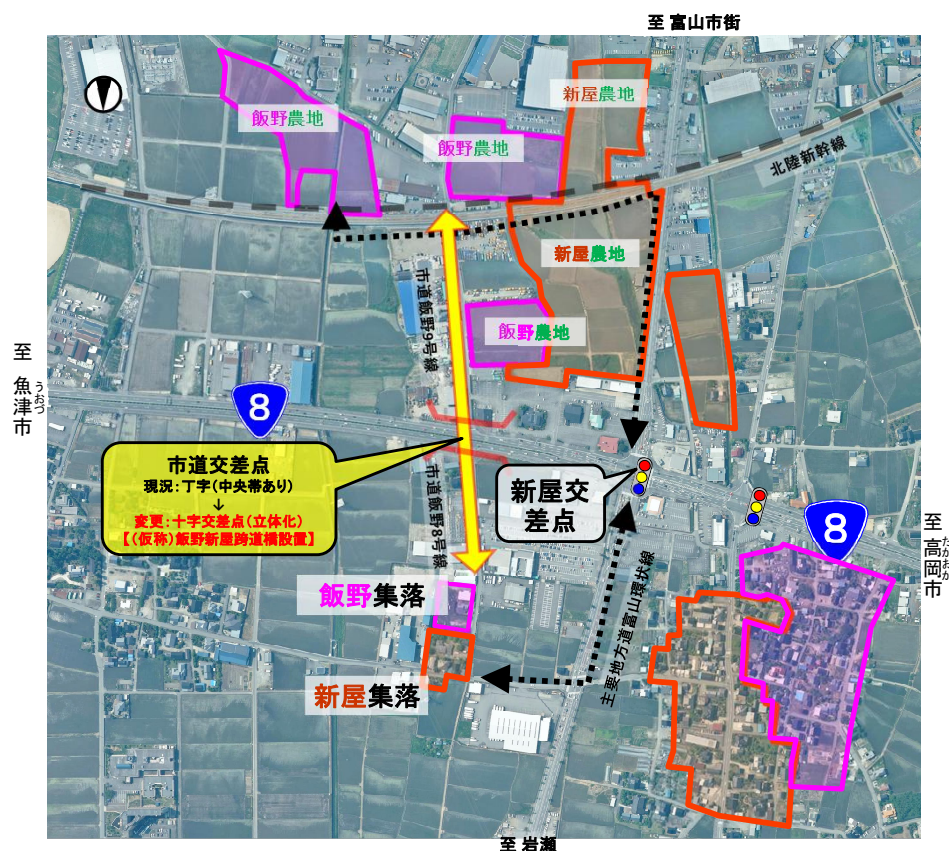 至 富山市街
飯野農地
飯野農地
新屋農地
北陸新幹線
新屋農地
市道飯野9号線
飯野農地
至
魚津市
うおづ
8
市道交差点
現況：丁字(中央帯あり)
↓
変更：十字交差点(立体化)
【(仮称)飯野新屋跨道橋設置】
市道飯野8号線
新屋交
差点
8
至
高岡市
たかおか
飯野集落
新屋集落
主要地方道富山環状線
至 岩瀬